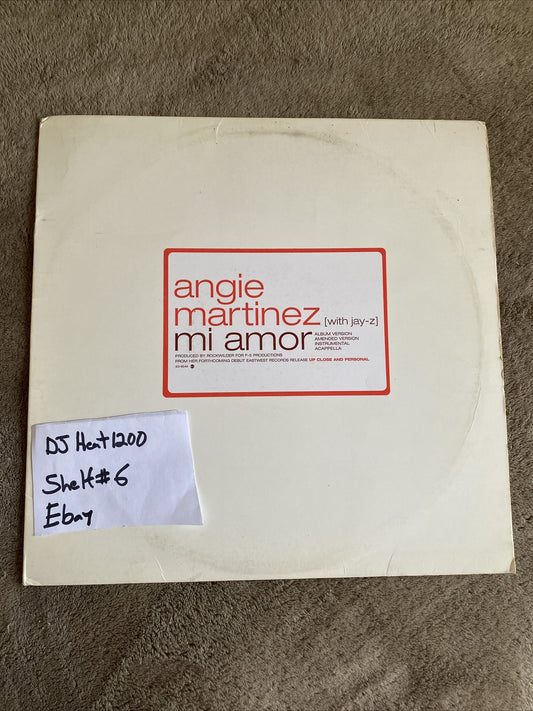 angie
martinez [with jay-z]
mi amor
ALBUM VERSION
AMENDED VERSION
INSTRUMENTAL
ACAPPELLA
PRODUCED BY ROCKWILDER FOR F-5 PRODUCTIONS
FROM HER FORTHCOMING DEBUT EASTWEST RECORDS RELEASE UP CLOSE AND PERSONAL
DJ Heat1200
Shelf#6
Ebay